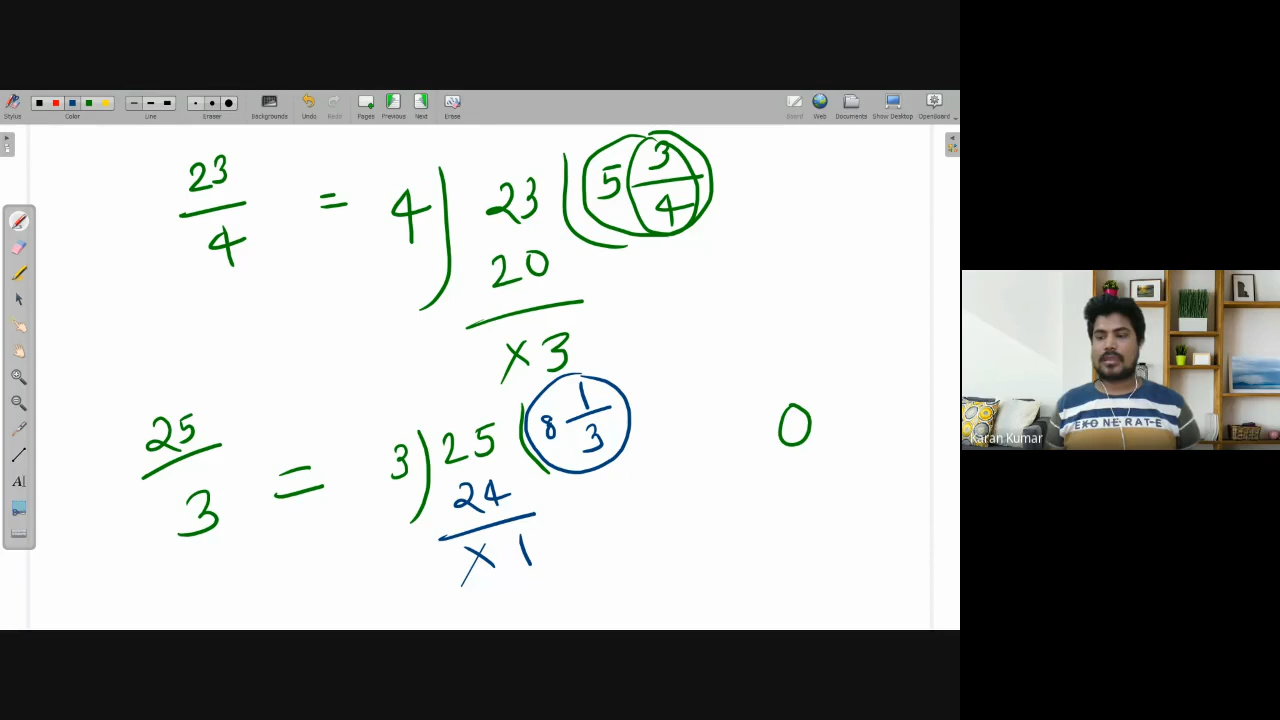 Stylus Color Line Eraser Backgrounds Undo Redo Pages Previous Next Erase Board Web Documents Show Desktop OpenBoard
23/4 = 4) 23 (5 3/4
20
x 3
25/3 = 3) 25 (8 1/3
24
x 1
0
AI
EXONERATE
Karan Kumar